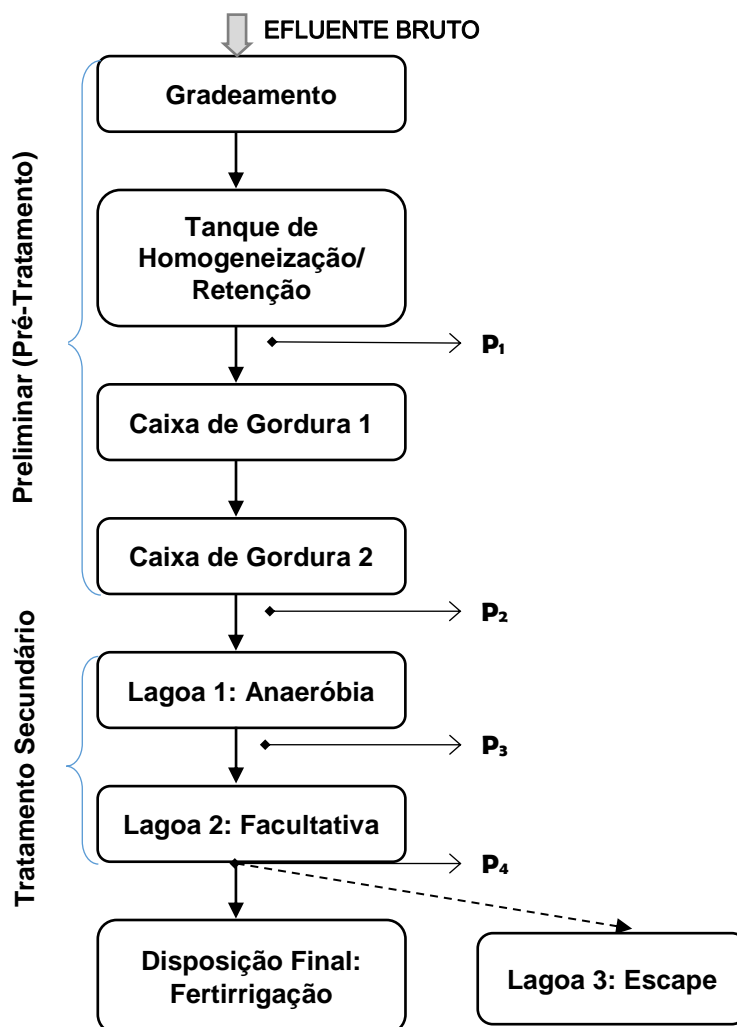 EFLUENTE BRUTO
Gradeamento
Tanque de
Homogeneização/
Retenção
P₁
Caixa de Gordura 1
Caixa de Gordura 2
P₂
Preliminar (Pré-Tratamento)
Lagoa 1: Anaeróbia
P₃
Lagoa 2: Facultativa
P₄
Tratamento Secundário
Disposição Final:
Fertirrigação
Lagoa 3: Escape